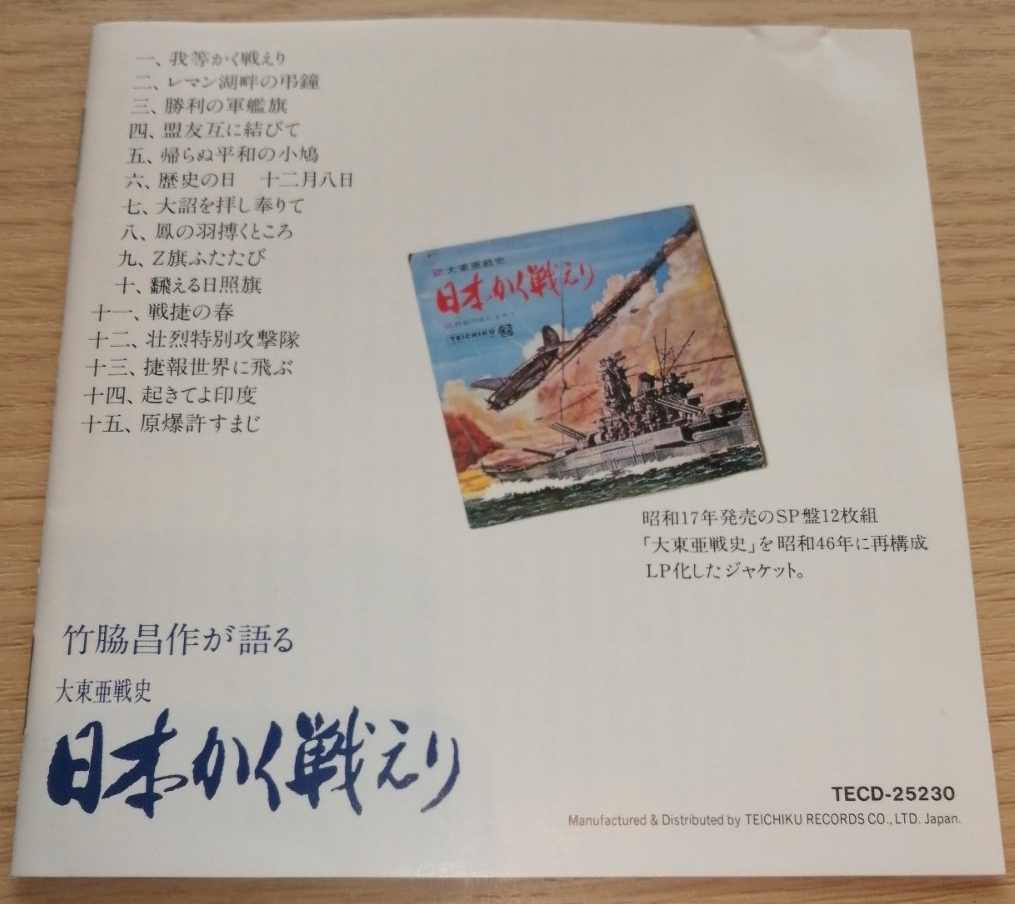 一、我等かく戦えり
二、レマン湖畔の弔鐘
三、勝利の軍艦旗
四、盟友互に結びて
五、帰らぬ平和の小鳩
六、歴史の日　十二月八日
七、大詔を拝し奉りて
八、鳳の羽搏くところ
九、Z旗ふたたび
十、飜える日照旗
十一、戦捷の春
十二、壮烈特別攻撃隊
十三、捷報世界に飛ぶ
十四、起きてよ印度
十五、原爆許すまじ
大東亜戦史
日本かく戦えり
TEICHIKU
昭和17年発売のSP盤12枚組
「大東亜戦史」を昭和46年に再構成
LP化したジャケット。
竹脇昌作が語る
大東亜戦史
日本かく戦えり
TECD-25230
Manufactured & Distributed by TEICHIKU RECORDS CO., LTD. Japan.